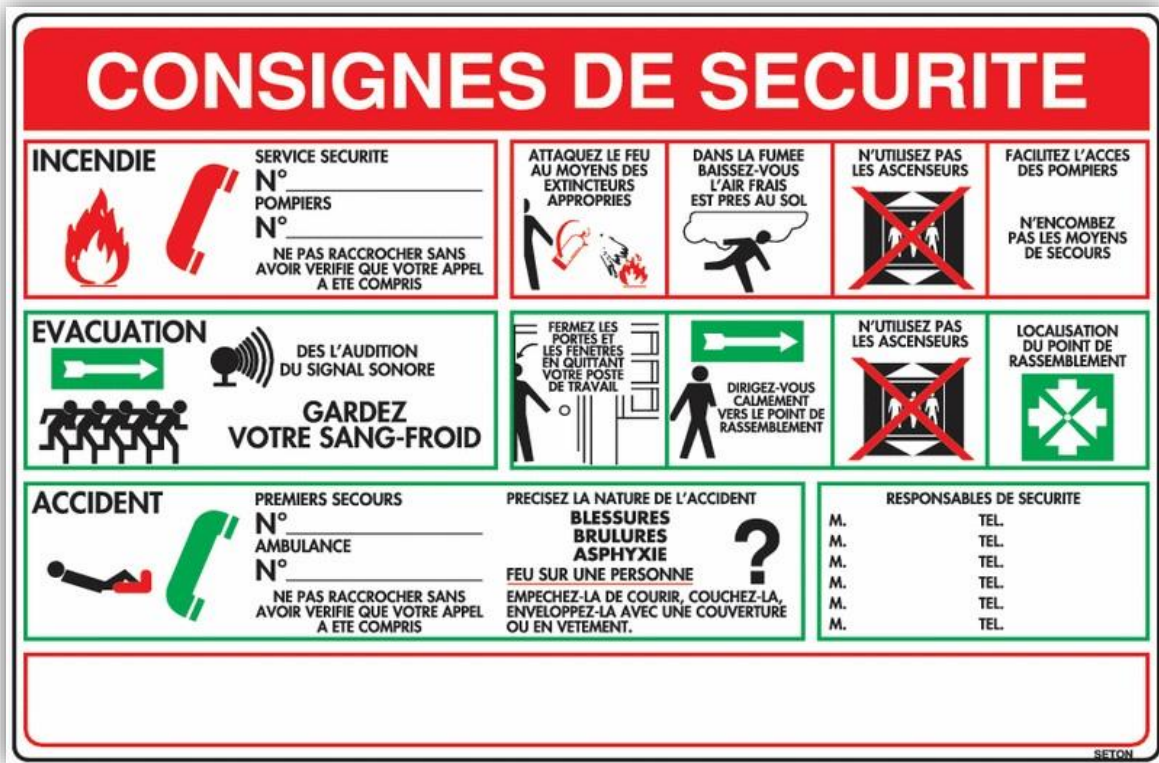 CONSIGNES DE SECURITE
INCENDIE
SERVICE SECURITE
N°
POMPIERS
N°
NE PAS RACCROCHER SANS
AVOIR VERIFIE QUE VOTRE APPEL
A ETE COMPRIS
ATTAQUEZ LE FEU
AU MOYENS DES
EXTINCTEURS
APPROPRIES
DANS LA FUMEE
BAISSEZ-VOUS
L'AIR FRAIS
EST PRES AU SOL
N'UTILISEZ PAS
LES ASCENSEURS
FACILITEZ L'ACCES
DES POMPIERS
N'ENCOMBEZ
PAS LES MOYENS
DE SECOURS
EVACUATION
DES L'AUDITION
DU SIGNAL SONORE
GARDEZ
VOTRE SANG-FROID
FERMEZ LES
PORTES ET
LES FENETRES
EN QUITTANT
VOTRE POSTE
DE TRAVAIL
DIRIGEZ-VOUS
CALMEMENT
VERS LE POINT DE
RASSEMBLEMENT
N'UTILISEZ PAS
LES ASCENSEURS
LOCALISATION
DU POINT DE
RASSEMBLEMENT
ACCIDENT
PREMIERS SECOURS
N°
AMBULANCE
N°
NE PAS RACCROCHER SANS
AVOIR VERIFIE QUE VOTRE APPEL
A ETE COMPRIS
PRECISEZ LA NATURE DE L'ACCIDENT
BLESSURES
BRULURES
ASPHYXIE
?
FEU SUR UNE PERSONNE
EMPECHEZ-LA DE COURIR, COUCHEZ-LA,
ENVELOPPEZ-LA AVEC UNE COUVERTURE
OU EN VETEMENT.
RESPONSABLES DE SECURITE
M. TEL.
M. TEL.
M. TEL.
M. TEL.
M. TEL.
M. TEL.
SETON